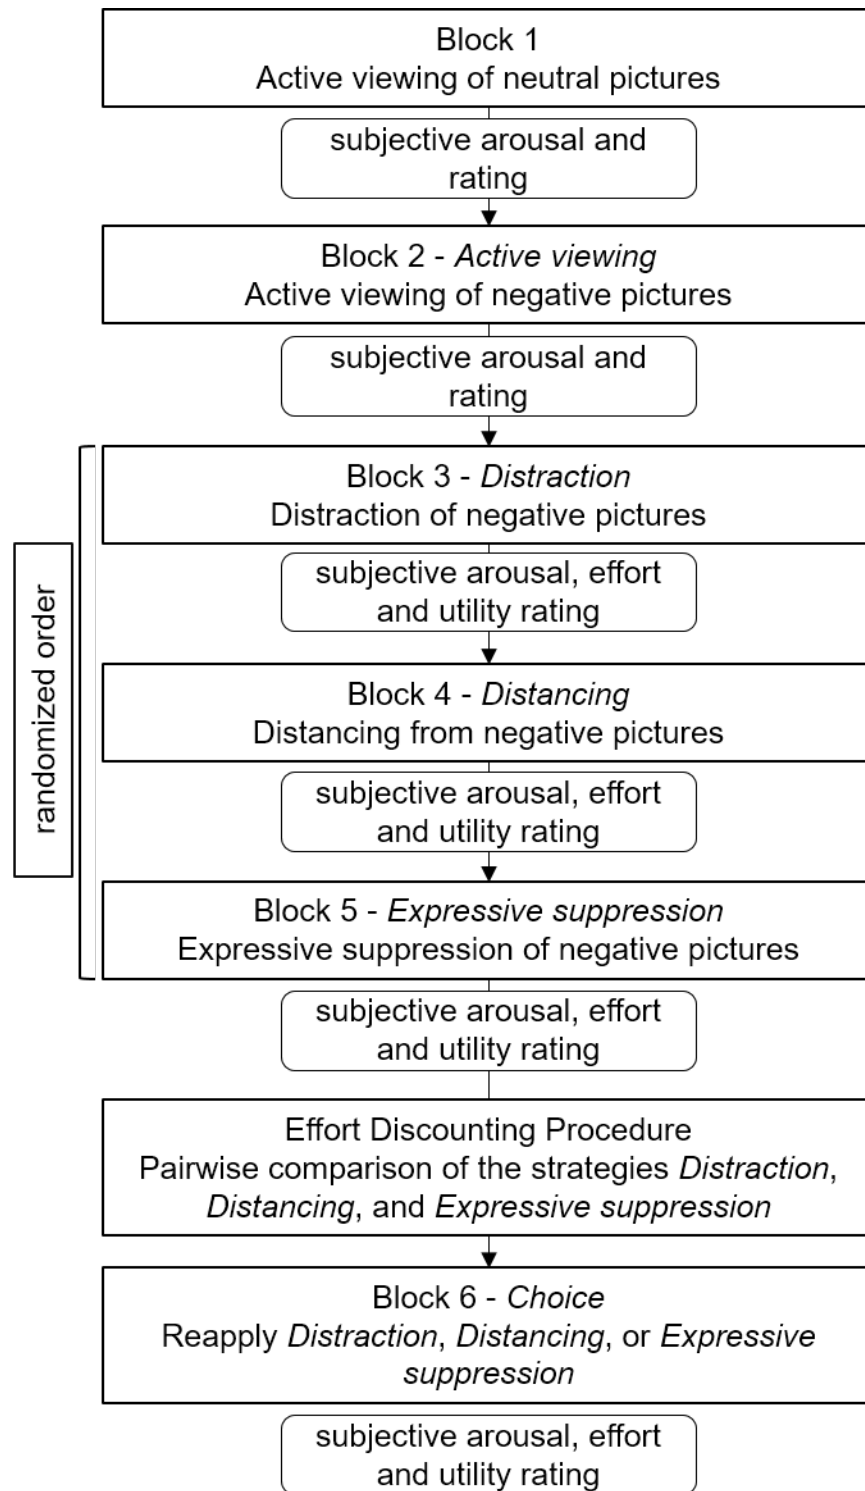 Block 1
Active viewing of neutral pictures
subjective arousal and
rating
Block 2 - Active viewing
Active viewing of negative pictures
subjective arousal and
rating
randomized order
Block 3 - Distraction
Distraction of negative pictures
subjective arousal, effort
and utility rating
Block 4 - Distancing
Distancing from negative pictures
subjective arousal, effort
and utility rating
Block 5 - Expressive suppression
Expressive suppression of negative pictures
subjective arousal, effort
and utility rating
Effort Discounting Procedure
Pairwise comparison of the strategies Distraction,
Distancing, and Expressive suppression
Block 6 - Choice
Reapply Distraction, Distancing, or Expressive
suppression
subjective arousal, effort
and utility rating